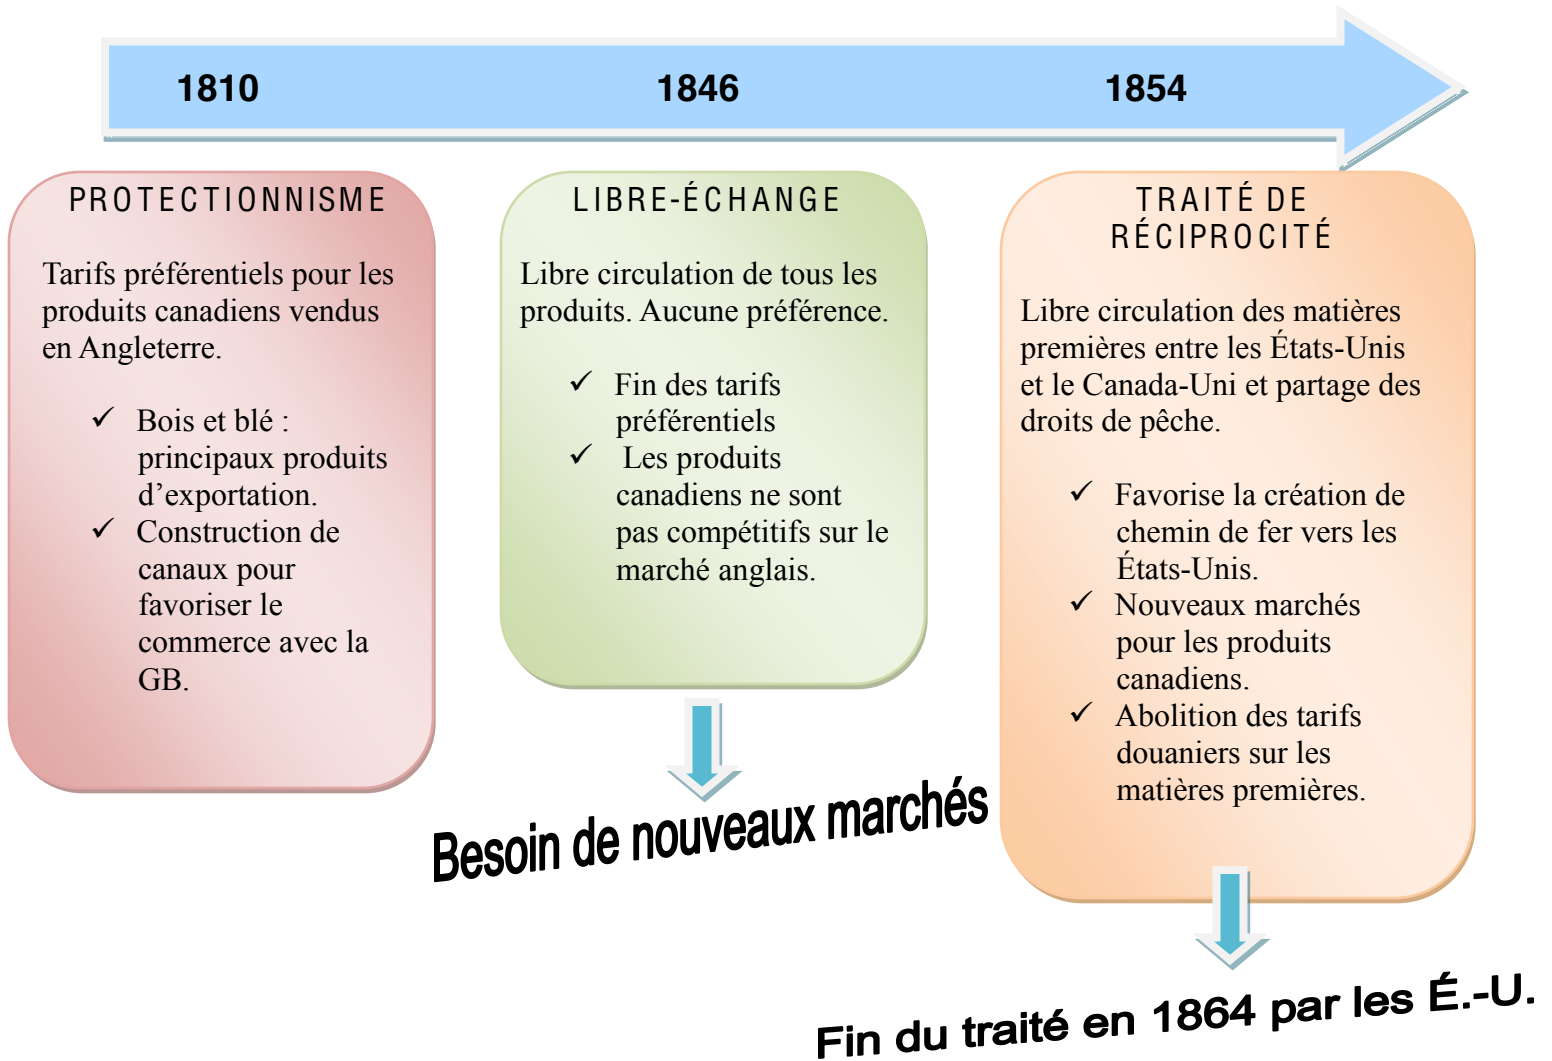 1810 1846 1854
PROTECTIONNISME
Tarifs préférentiels pour les
produits canadiens vendus
en Angleterre.
✓ Bois et blé :
principaux produits
d’exportation.
✓ Construction de
canaux pour
favoriser le
commerce avec la
GB.
LIBRE-ÉCHANGE
Libre circulation de tous les
produits. Aucune préférence.
✓ Fin des tarifs
préférentiels
✓ Les produits
canadiens ne sont
pas compétitifs sur le
marché anglais.
Besoin de nouveaux marchés
TRAITÉ DE
RÉCIPROCITÉ
Libre circulation des matières
premières entre les États-Unis
et le Canada-Uni et partage des
droits de pêche.
✓ Favorise la création de
chemin de fer vers les
États-Unis.
✓ Nouveaux marchés
pour les produits
canadiens.
✓ Abolition des tarifs
douaniers sur les
matières premières.
Fin du traité en 1864 par les É.-U.